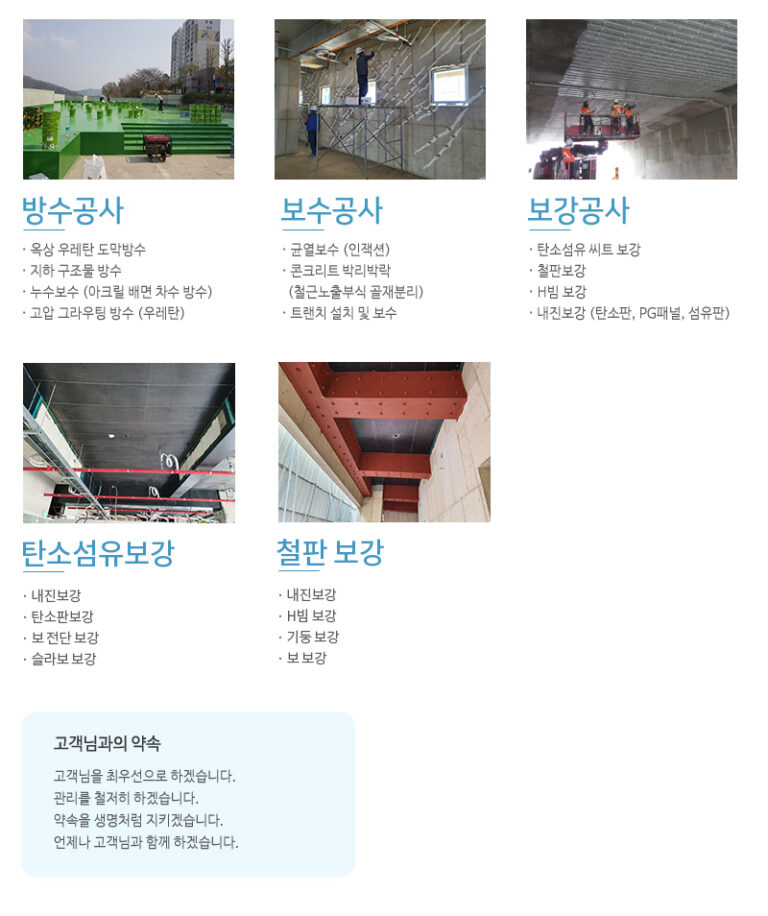 방수공사
· 옥상 우레탄 도막방수
· 지하 구조물 방수
· 누수보수 (아크릴 배면 차수 방수)
· 고압 그라우팅 방수 (우레탄)
보수공사
· 균열보수 (인잭션)
· 콘크리트 박리박락
(철근노출부식 골재분리)
· 트랜치 설치 및 보수
보강공사
· 탄소섬유 씨트 보강
· 철판보강
· H빔 보강
· 내진보강 (탄소판, PG패널, 섬유판)
탄소섬유보강
· 내진보강
· 탄소판보강
· 보 전단 보강
· 슬라보 보강
철판 보강
· 내진보강
· H빔 보강
· 기둥 보강
· 보 보강
고객님과의 약속
고객님을 최우선으로 하겠습니다.
관리를 철저히 하겠습니다.
약속을 생명처럼 지키겠습니다.
언제나 고객님과 함께 하겠습니다.